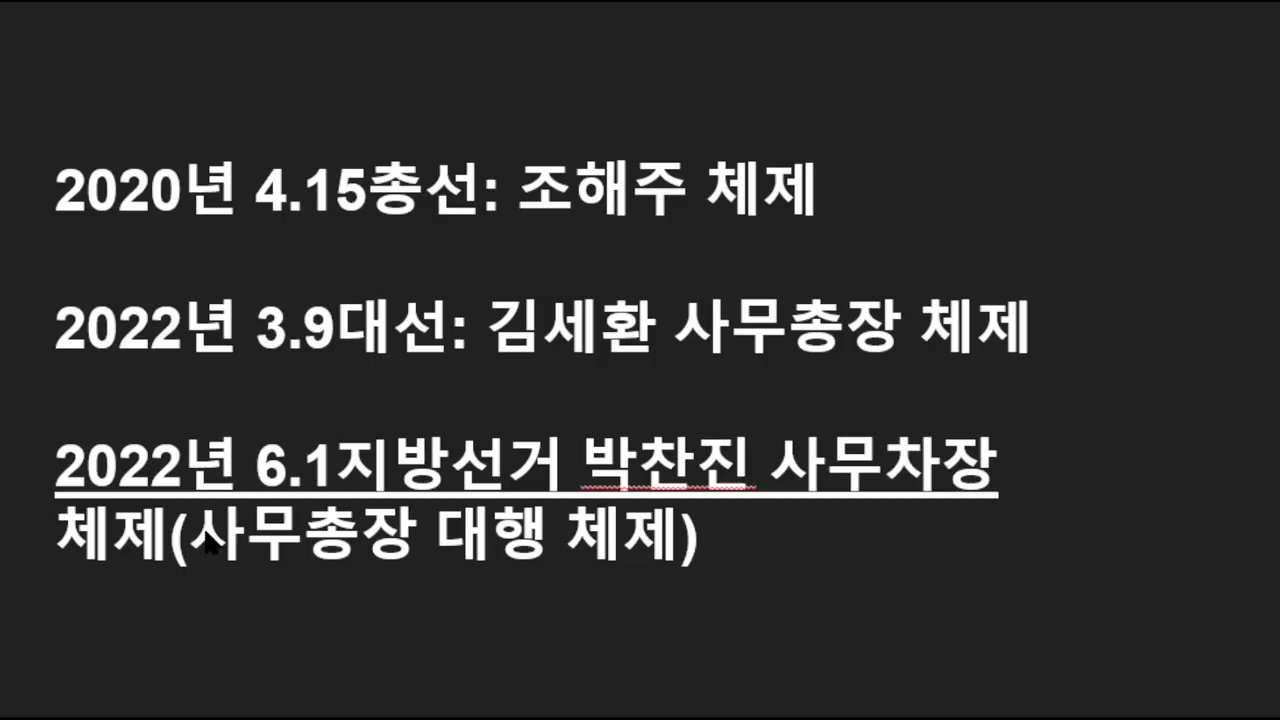 2020년 4.15총선: 조해주 체제
2022년 3.9대선: 김세환 사무총장 체제
2022년 6.1지방선거 박찬진 사무차장
체제(사무총장 대행 체제)